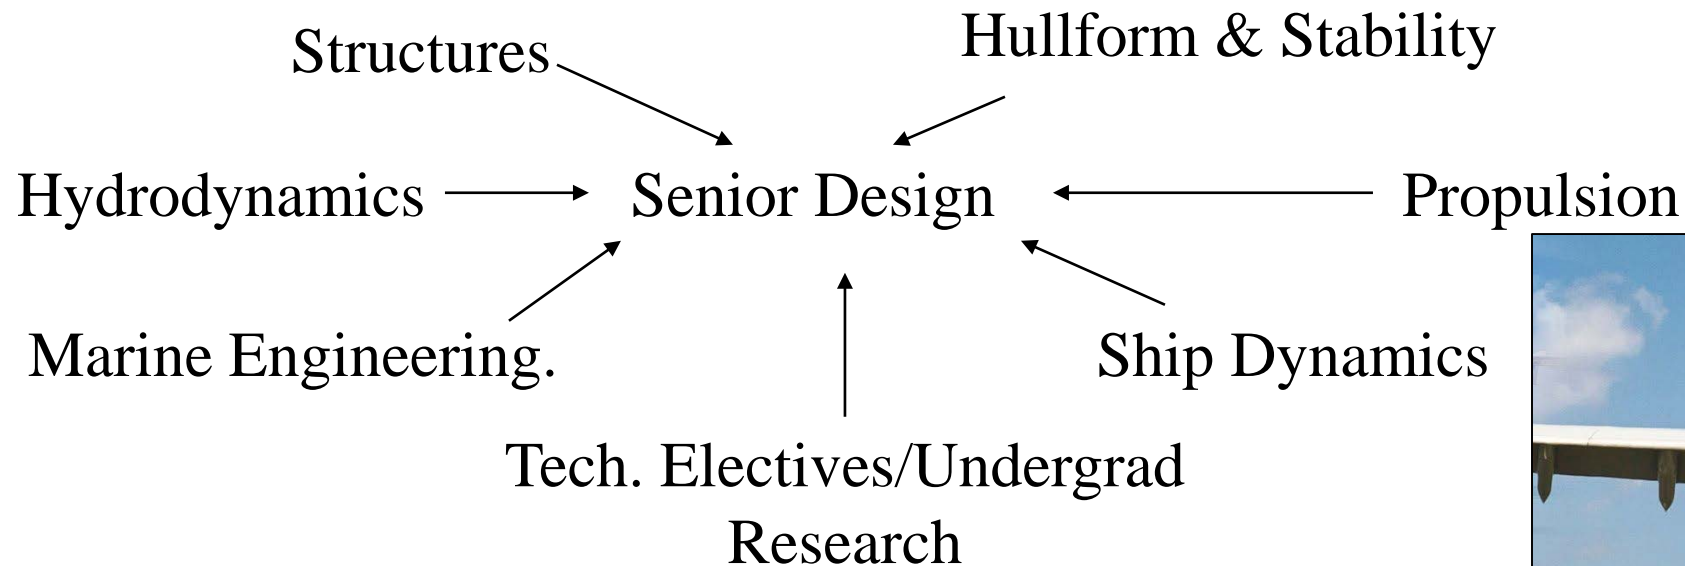 Structures
Hullform & Stability
Hydrodynamics
Senior Design
Propulsion
Marine Engineering.
Ship Dynamics
Tech. Electives/Undergrad
Research